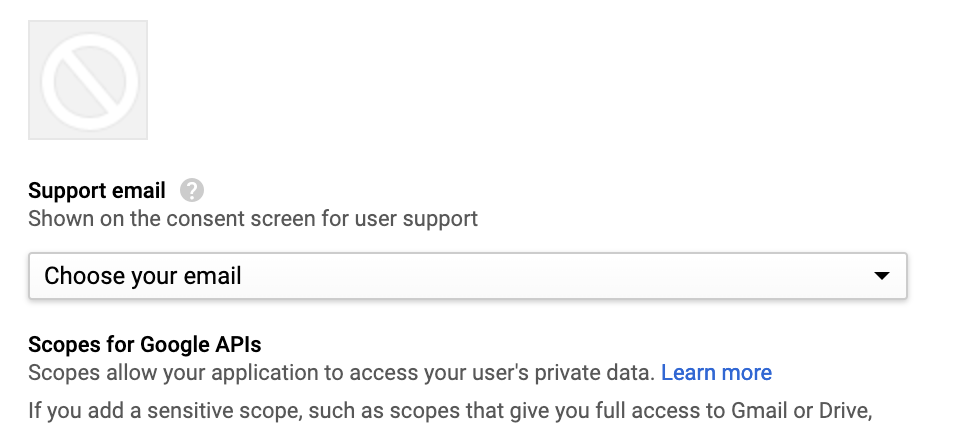 Support email ?
Shown on the consent screen for user support
Choose your email
Scopes for Google APIs
Scopes allow your application to access your user's private data. Learn more
If you add a sensitive scope, such as scopes that give you full access to Gmail or Drive,